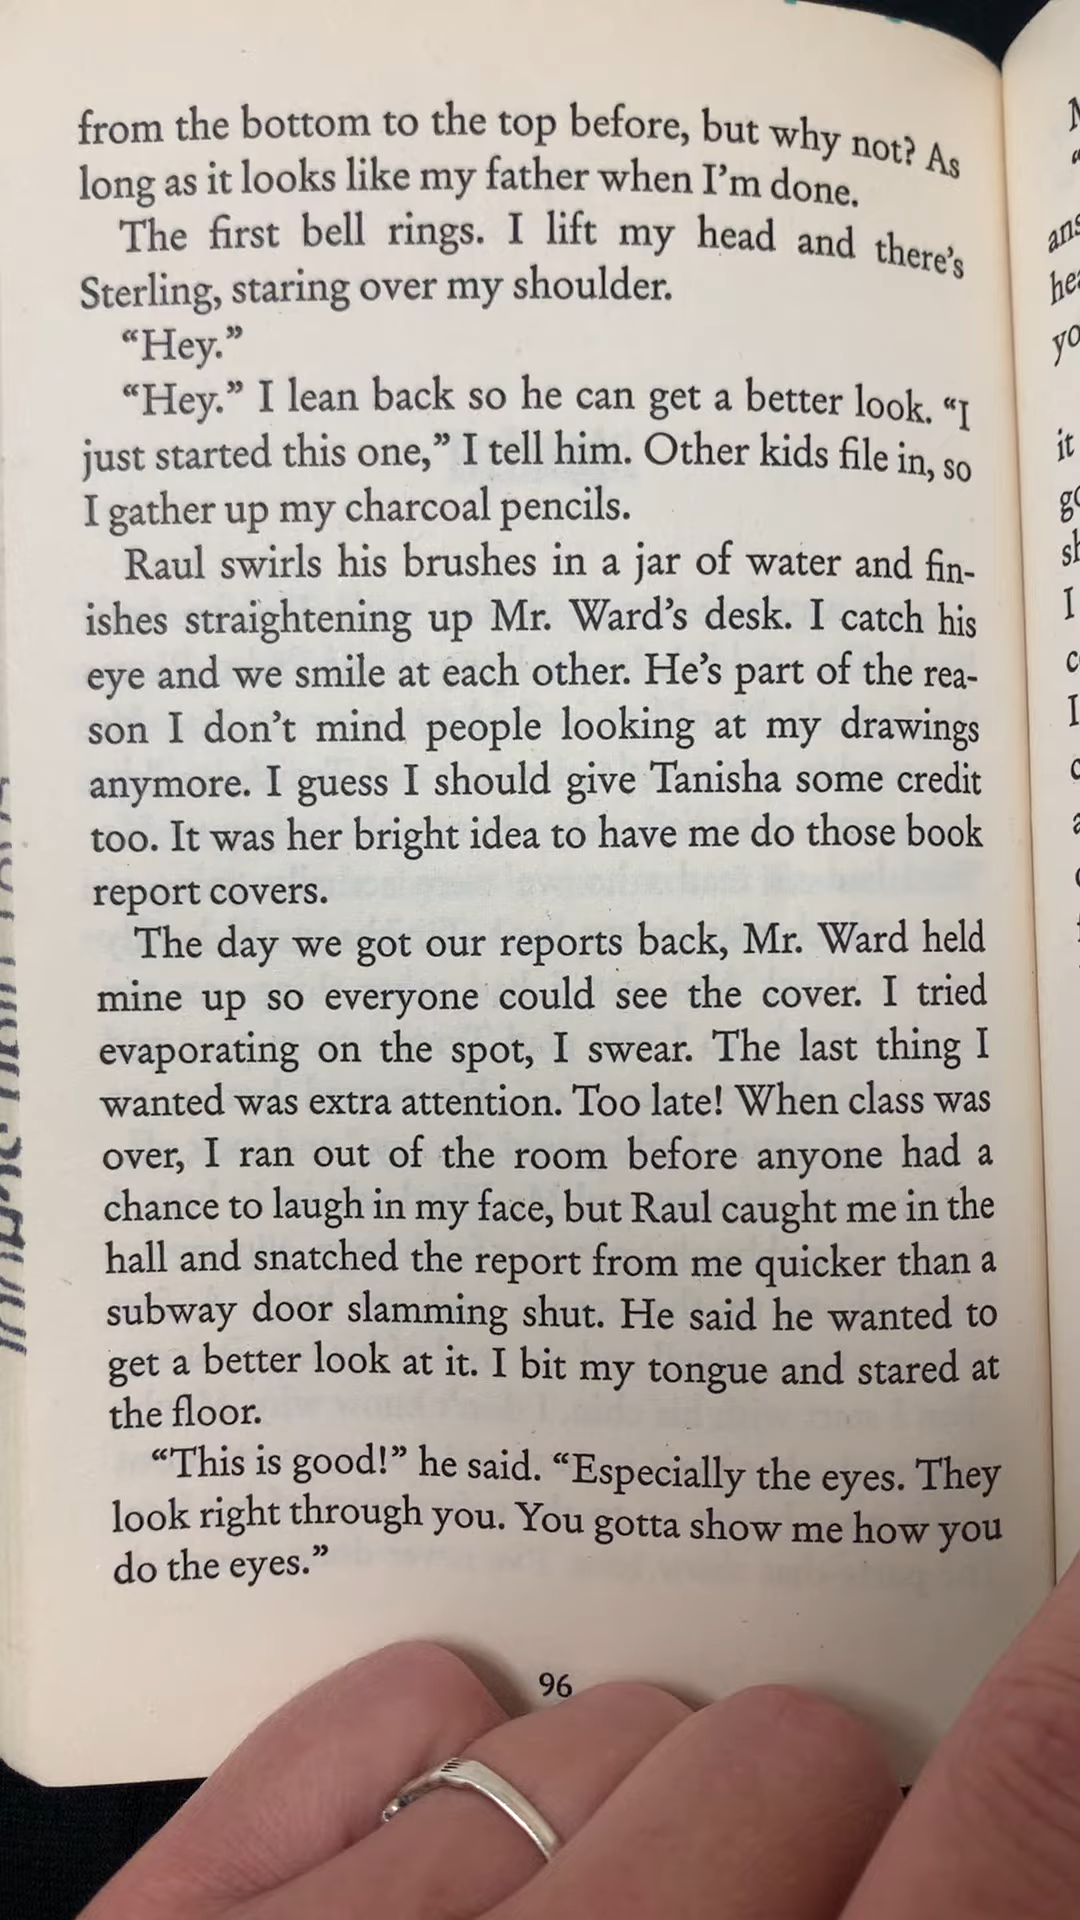 from the bottom to the top before, but why not? As
long as it looks like my father when I'm done.
The first bell rings. I lift my head and there's
Sterling, staring over my shoulder.
“Hey.”
“Hey.” I lean back so he can get a better look. “I
just started this one,” I tell him. Other kids file in, so
I gather up my charcoal pencils.
Raul swirls his brushes in a jar of water and fin-
ishes straightening up Mr. Ward's desk. I catch his
eye and we smile at each other. He's part of the rea-
son I don't mind people looking at my drawings
anymore. I guess I should give Tanisha some credit
too. It was her bright idea to have me do those book
report covers.
The day we got our reports back, Mr. Ward held
mine up so everyone could see the cover. I tried
evaporating on the spot, I swear. The last thing I
wanted was extra attention. Too late! When class was
over, I ran out of the room before anyone had a
chance to laugh in my face, but Raul caught me in the
hall and snatched the report from me quicker than a
subway door slamming shut. He said he wanted to
get a better look at it. I bit my tongue and stared at
the floor.
“This is good!” he said. “Especially the eyes. They
look right through you. You gotta show me how you
do the eyes.”
96
it
I
I